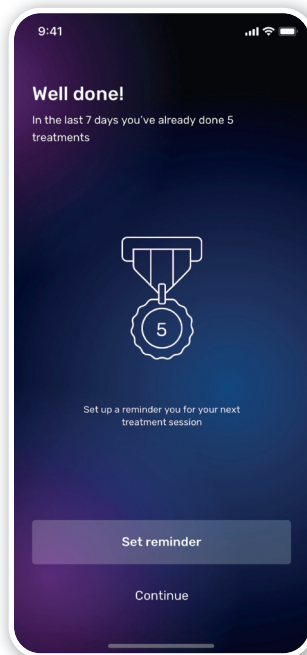 9:41
Well done!
In the last 7 days you've already done 5
treatments
5
Set up a reminder you for your next
treatment session
Set reminder
Continue